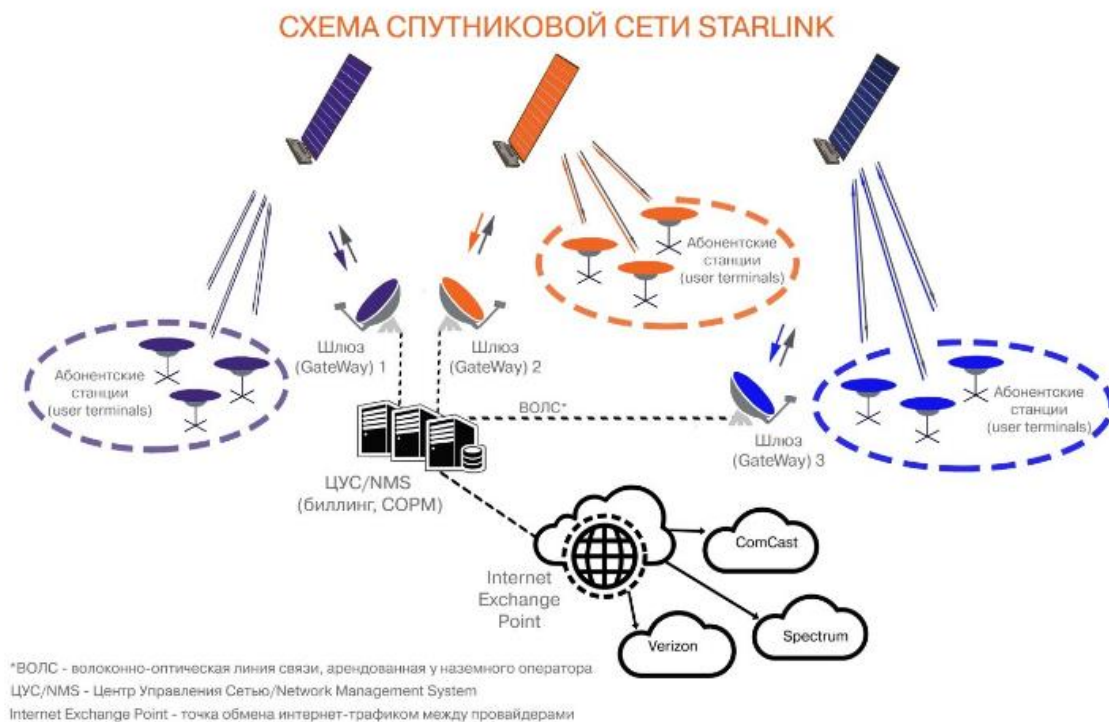 СХЕМА СПУТНИКОВОЙ СЕТИ STARLINK
Абонентские
станции
(user terminals)
Шлюз
(GateWay) 1
Шлюз
(GateWay) 2
Абонентские
станции
(user terminals)
Абонентские
станции
(user terminals)
ВОЛС*
Шлюз
(GateWay) 3
ЦУС/NMS
(биллинг, СОРМ)
Internet
Exchange
Point
ComCast
Spectrum
Verizon
*ВОЛС - волоконно-оптическая линия связи, арендованная у наземного оператора
ЦУС/NMS - Центр Управления Сетью/Network Management System
Internet Exchange Point - точка обмена интернет-трафиком между провайдерами